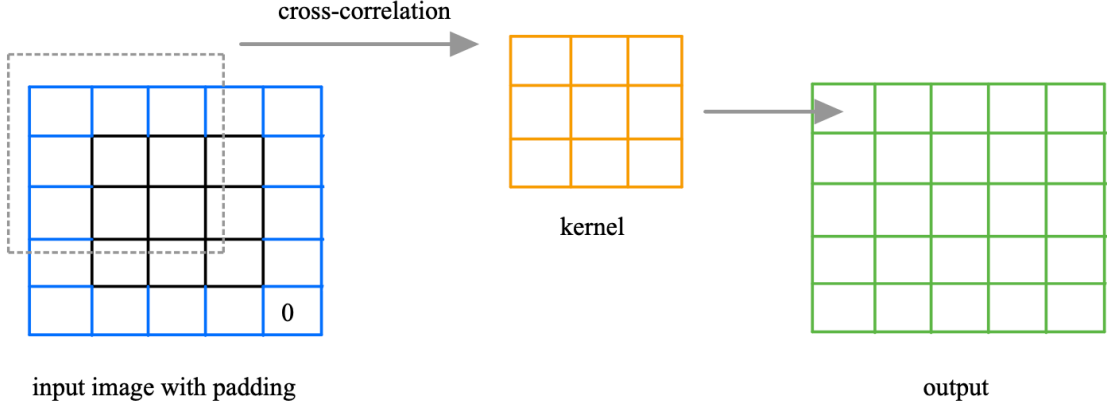 cross-correlation
kernel
0
input image with padding
output